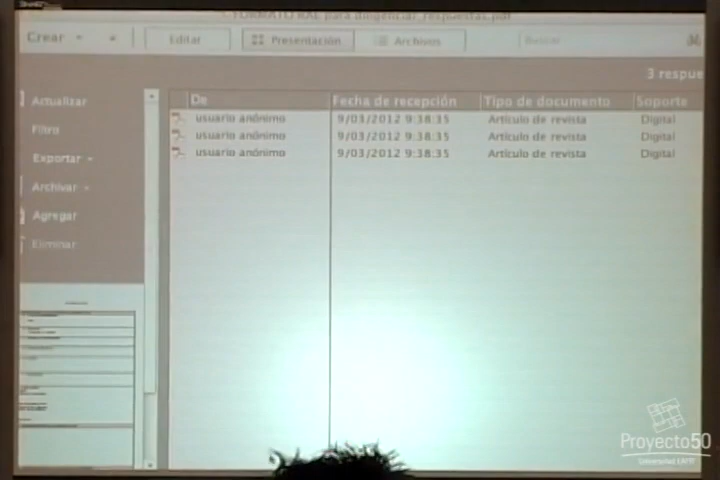 FORMATO RAE para diligenciar_respuestas.pdf
Crear
Editar
Presentación
Archivos
Buscar
3 respue
Actualizar
Filtro
Exportar
Archivar
Agregar
Eliminar
De Fecha de recepción Tipo de documento Soporte
usuario anónimo 9/03/2012 9:38:35 Artículo de revista Digital
usuario anónimo 9/03/2012 9:38:35 Artículo de revista Digital
usuario anónimo 9/03/2012 9:38:35 Artículo de revista Digital
Proyecto50
Universidad EAFIT